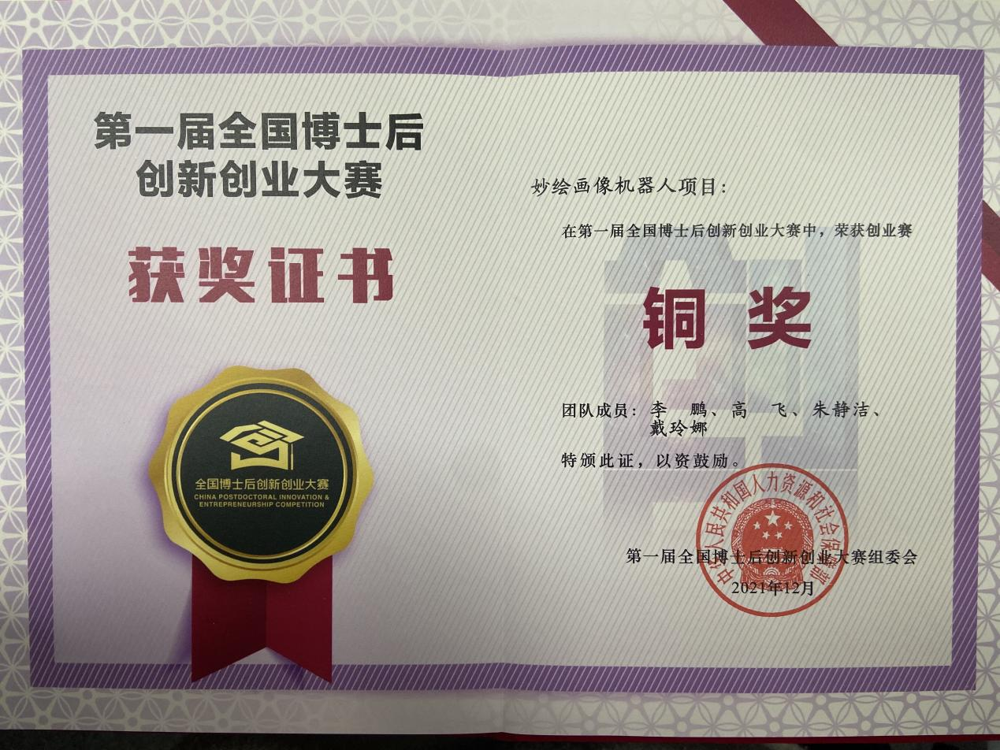 第一届全国博士后
创新创业大赛
获奖证书
全国博士后创新创业大赛
CHINA POSTDOCTORAL INNOVATION &
ENTREPRENEURSHIP COMPETITION
妙绘画像机器人项目：
在第一届全国博士后创新创业大赛中，荣获创业赛
铜奖
团队成员：李　鹏、高　飞、朱静洁、
戴玲娜
特颁此证，以资鼓励。
中华人民共和国人力资源和社会保障部
第一届全国博士后创新创业大赛组委会
2021年12月